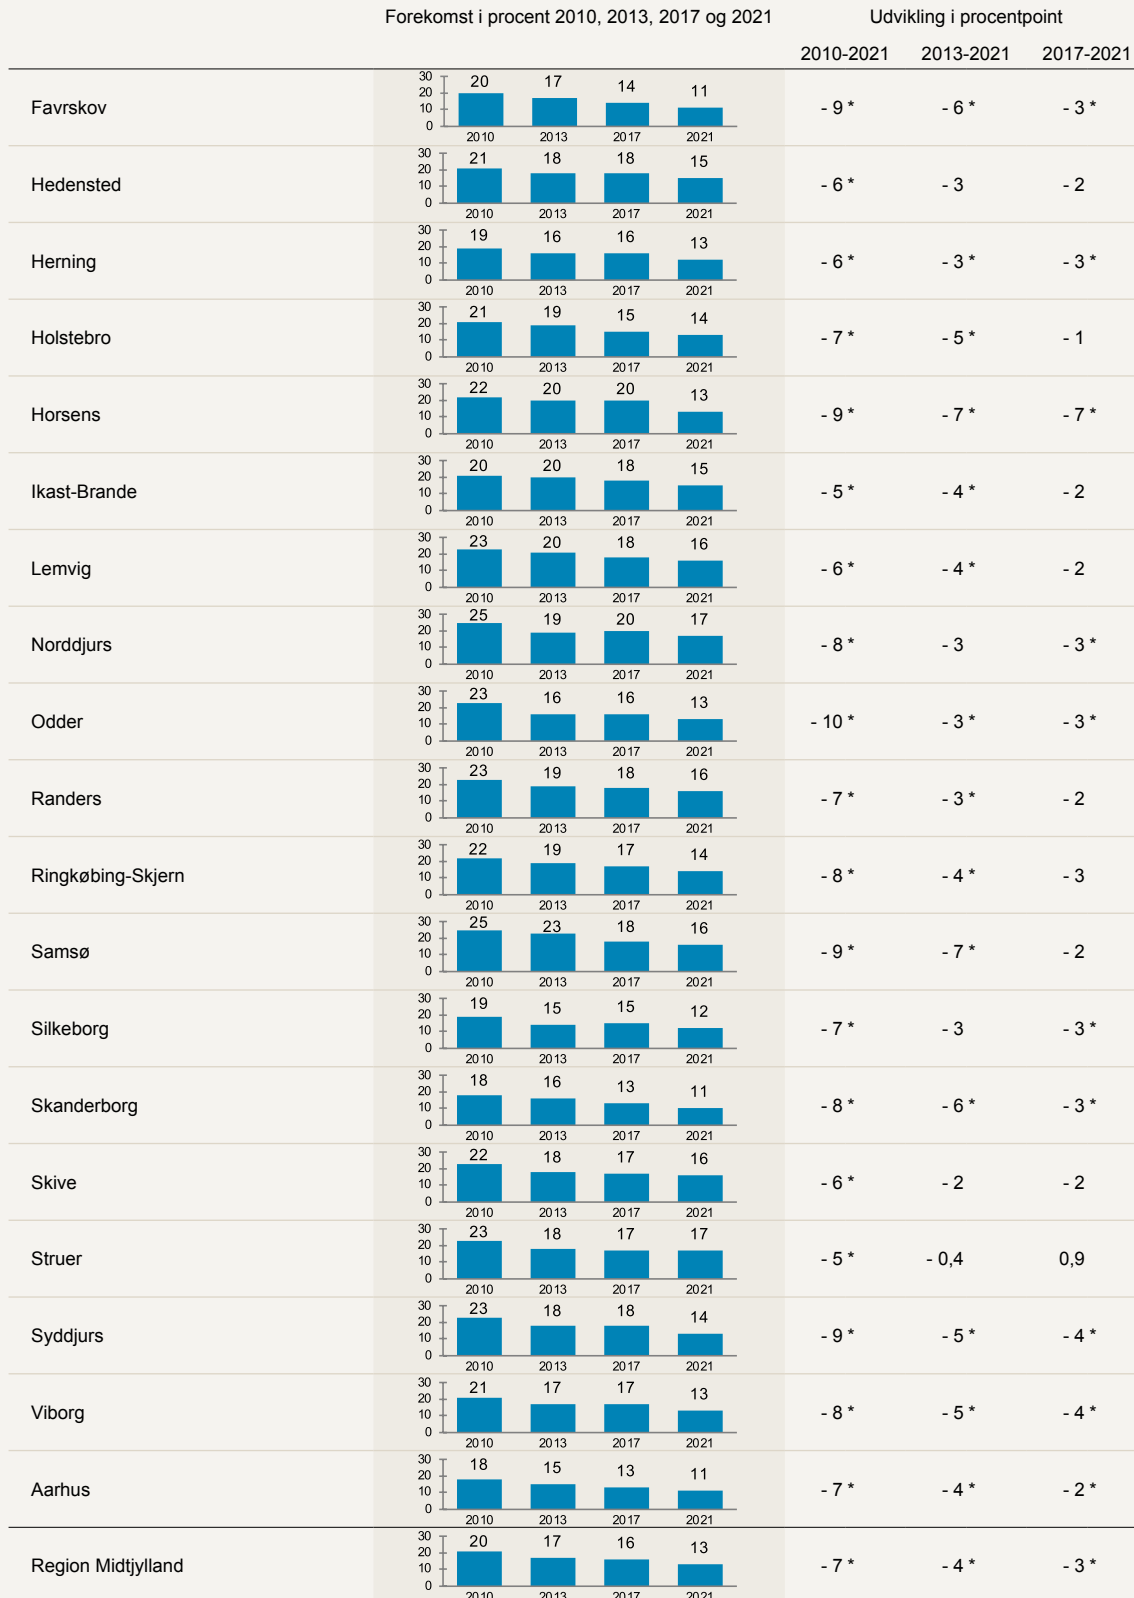 Forekomst i procent 2010, 2013, 2017 og 2021 Udvikling i procentpoint
2010-2021 2013-2021 2017-2021
Favrskov 30 20 10 0 20 17 14 11 2010 2013 2017 2021 - 9 * - 6 * - 3 *
Hedensted 30 20 10 0 21 18 18 15 2010 2013 2017 2021 - 6 * - 3 - 2
Herning 30 20 10 0 19 16 16 13 2010 2013 2017 2021 - 6 * - 3 * - 3 *
Holstebro 30 20 10 0 21 19 15 14 2010 2013 2017 2021 - 7 * - 5 * - 1
Horsens 30 20 10 0 22 20 20 13 2010 2013 2017 2021 - 9 * - 7 * - 7 *
Ikast-Brande 30 20 10 0 20 20 18 15 2010 2013 2017 2021 - 5 * - 4 * - 2
Lemvig 30 20 10 0 23 20 18 16 2010 2013 2017 2021 - 6 * - 4 * - 2
Norddjurs 30 20 10 0 25 19 20 17 2010 2013 2017 2021 - 8 * - 3 - 3 *
Odder 30 20 10 0 23 16 16 13 2010 2013 2017 2021 - 10 * - 3 * - 3 *
Randers 30 20 10 0 23 19 18 16 2010 2013 2017 2021 - 7 * - 3 * - 2
Ringkøbing-Skjern 30 20 10 0 22 19 17 14 2010 2013 2017 2021 - 8 * - 4 * - 3
Samsø 30 20 10 0 25 23 18 16 2010 2013 2017 2021 - 9 * - 7 * - 2
Silkeborg 30 20 10 0 19 15 15 12 2010 2013 2017 2021 - 7 * - 3 - 3 *
Skanderborg 30 20 10 0 18 16 13 11 2010 2013 2017 2021 - 8 * - 6 * - 3 *
Skive 30 20 10 0 22 18 17 16 2010 2013 2017 2021 - 6 * - 2 - 2
Struer 30 20 10 0 23 18 17 17 2010 2013 2017 2021 - 5 * - 0,4 0,9
Syddjurs 30 20 10 0 23 18 18 14 2010 2013 2017 2021 - 9 * - 5 * - 4 *
Viborg 30 20 10 0 21 17 17 13 2010 2013 2017 2021 - 8 * - 5 * - 4 *
Aarhus 30 20 10 0 18 15 13 11 2010 2013 2017 2021 - 7 * - 4 * - 2 *
Region Midtjylland 30 20 10 0 20 17 16 13 2010 2013 2017 2021 - 7 * - 4 * - 3 *